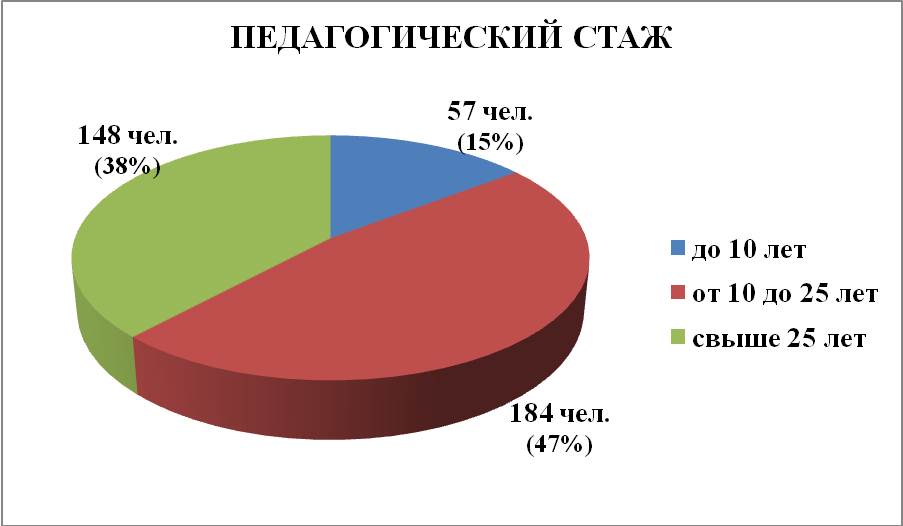 ПЕДАГОГИЧЕСКИЙ СТАЖ
57 чел.
(15%)
148 чел.
(38%)
до 10 лет
от 10 до 25 лет
свыше 25 лет
184 чел.
(47%)